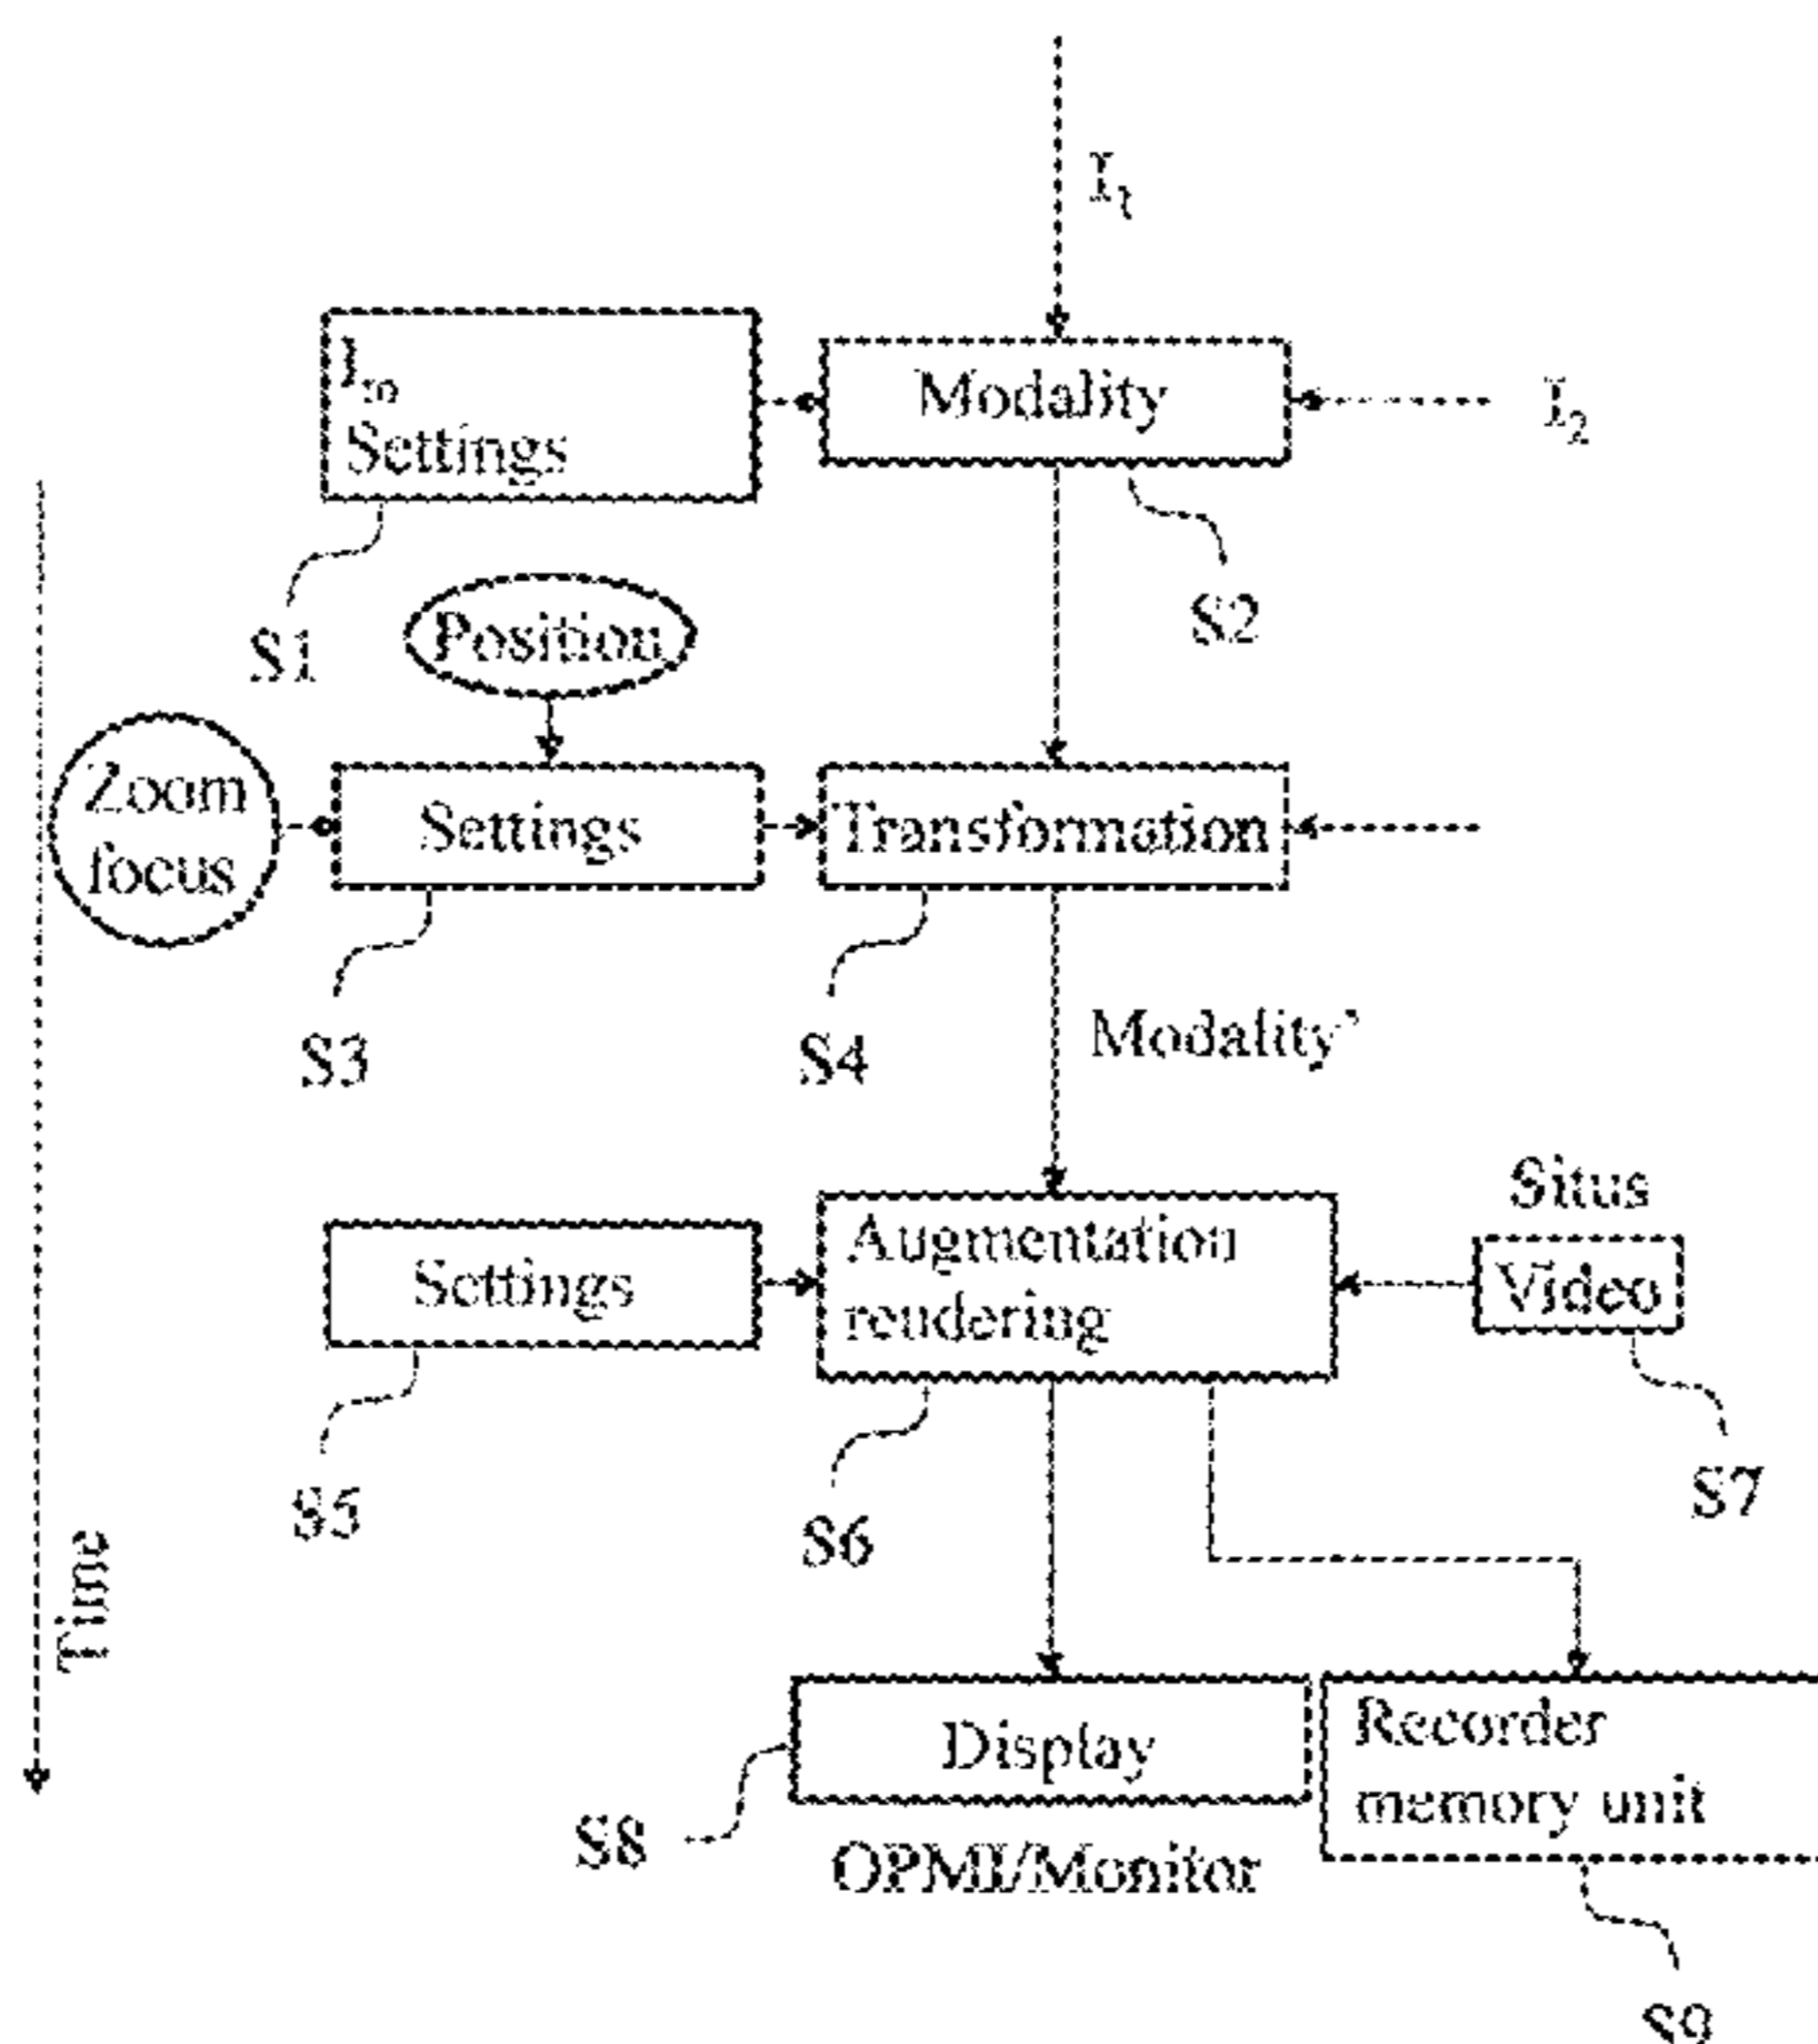 I₁
Settings
Modality
I₂
S1
Position
S2
Zoom
focus
Settings
Transformation
S3
S4
Modality'
Situs
Settings
Augmentation
rendering
Video
S5
S6
S7
Time
Display
Recorder
memory unit
S8
OPMI/Monitor
S9